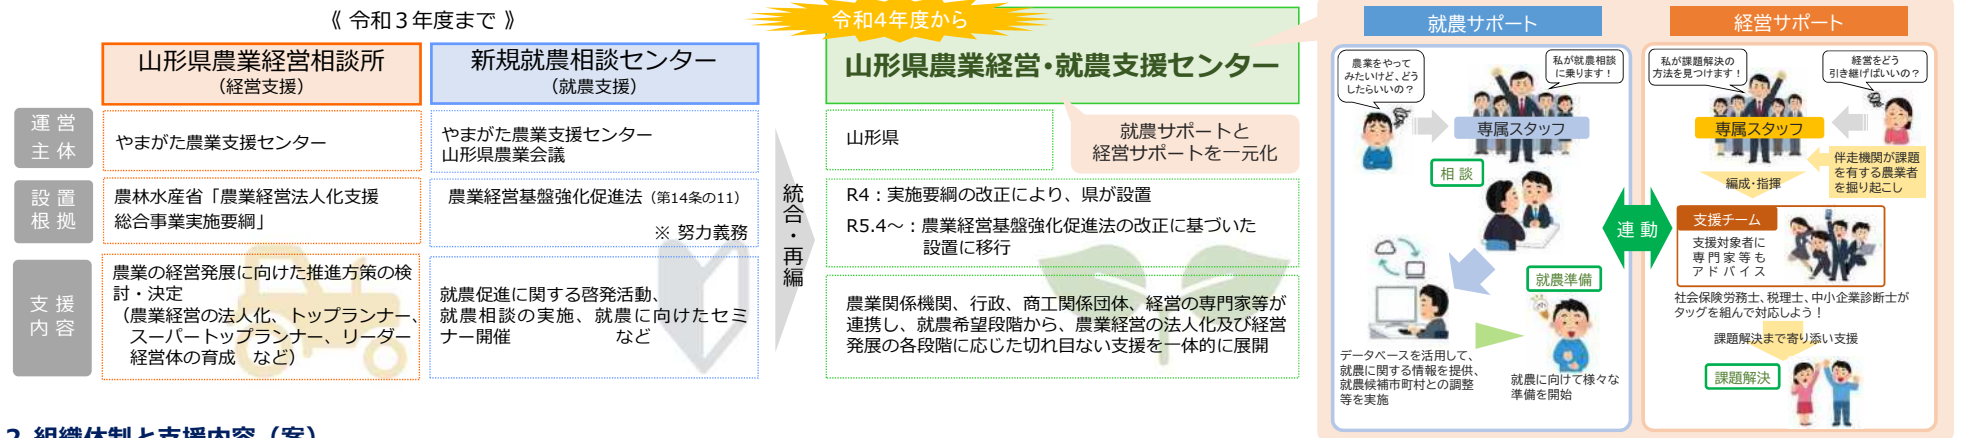 《 令和３年度まで 》
山形県農業経営相談所
（経営支援）
新規就農相談センター
（就農支援）
運 営
主 体
やまがた農業支援センター
やまがた農業支援センター
山形県農業会議
設 置
根 拠
農林水産省「農業経営法人化支援
総合事業実施要綱」
農業経営基盤強化促進法（第14条の11）
※ 努力義務
支 援
内 容
農業の経営発展に向けた推進方策の検
討・決定
（農業経営の法人化、トップランナー、
スーパートップランナー、リーダー
経営体の育成　など）
就農促進に関する啓発活動、
就農相談の実施、就農に向けたセミ
ナー開催　　　　　　など
統合・再編
令和4年度から
山形県農業経営・就農支援センター
山形県
就農サポートと
経営サポートを一元化
R4：実施要綱の改正により、県が設置
R5.4～：農業経営基盤強化促進法の改正に基づいた
設置に移行
農業関係機関、行政、商工関係団体、経営の専門家等が
連携し、就農希望段階から、農業経営の法人化及び経営
発展の各段階に応じた切れ目ない支援を一体的に展開
就農サポート
農業をやって
みたいけど、どう
したらいいの？
私が就農相談
に乗ります！
専属スタッフ
相 談
就農準備
データベースを活用して、
就農に関する情報を提供、
就農候補市町村との調整
等を実施
就農に向けて様々な
準備を開始
連 動
経営サポート
私が課題解決の
方法を見つけます！
経営をどう
引き継げばいいの？
専属スタッフ
伴走機関が課題
を有する農業者
を掘り起こし
編成・指揮
支援チーム
支援対象者に
専 門 家 等 も
ア ド バ イ ス
社会保険労務士、税理士、中小企業診断士が
タッグを組んで対応しよう！
課題解決まで寄り添い支援
課題解決
2 組織体制と支援内容（案）